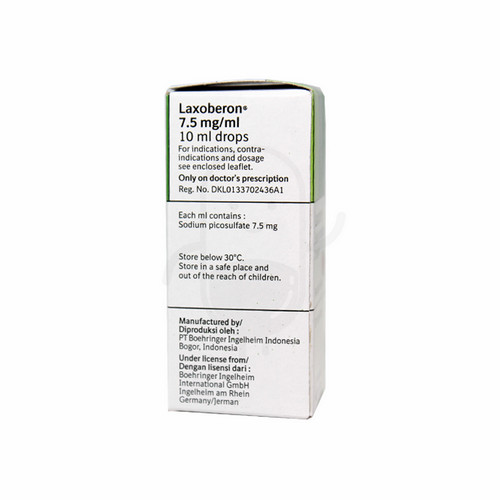 Laxoberon®
7.5 mg/ml
10 ml drops
For indications, contra-
indications and dosage
see enclosed leaflet.
Only on doctor's prescription
Reg. No. DKL0133702436A1
Each ml contains :
Sodium picosulfate 7.5 mg
Store below 30°C.
Store in a safe place and
out of the reach of children.
Manufactured by/
Diproduksi oleh :
PT Boehringer Ingelheim Indonesia
Bogor, Indonesia
Under license from/
Dengan lisensi dari :
Boehringer Ingelheim
International GmbH
Ingelheim am Rhein
Germany/Jerman